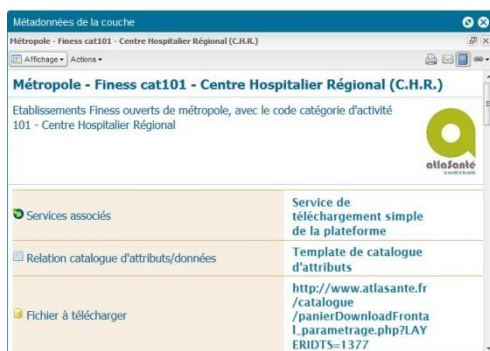 Métadonnées de la couche
Métropole - Finess cat101 - Centre Hospitalier Régional (C.H.R.)
Affichage Actions
Métropole - Finess cat101 - Centre Hospitalier Régional (C.H.R.)
Etablissements Finess ouverts de métropole, avec le code catégorie d'activité
101 - Centre Hospitalier Régional
atlaSanté
Services associés
Service de
téléchargement simple
de la plateforme
Relation catalogue d'attributs/données
Template de catalogue
d'attributs
Fichier à télécharger
http://www.atlasante.fr
/catalogue
/panierDownloadFronta
l_parametrage.php?LAY
ERIDTS=1377